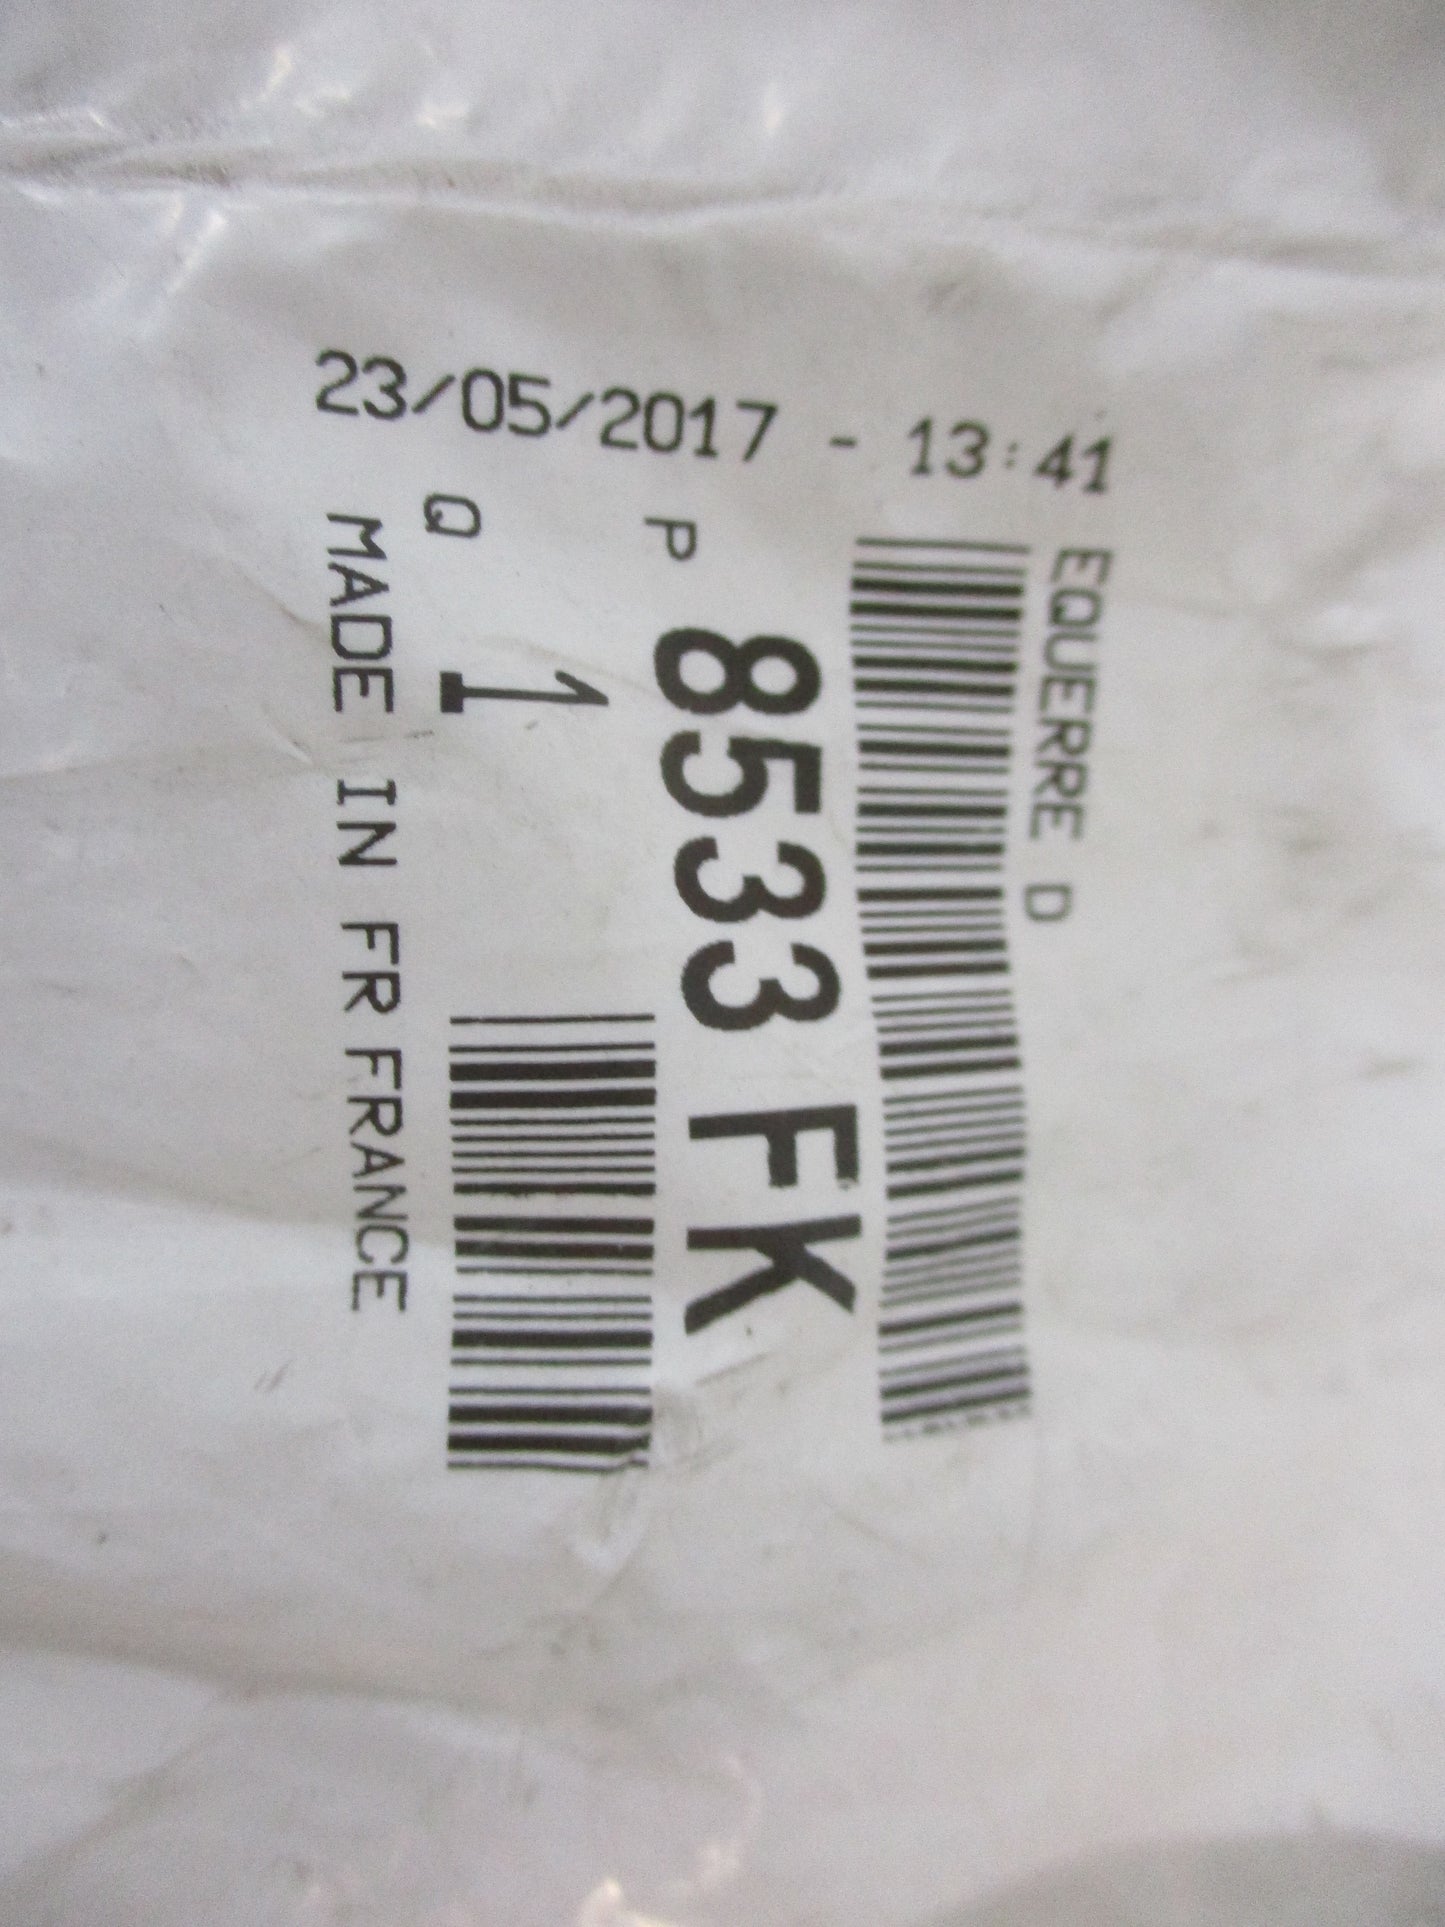 23/05/2017 - 13:41
EQUERRE D
P 8533 FK
Q 1
MADE IN FR FRANCE